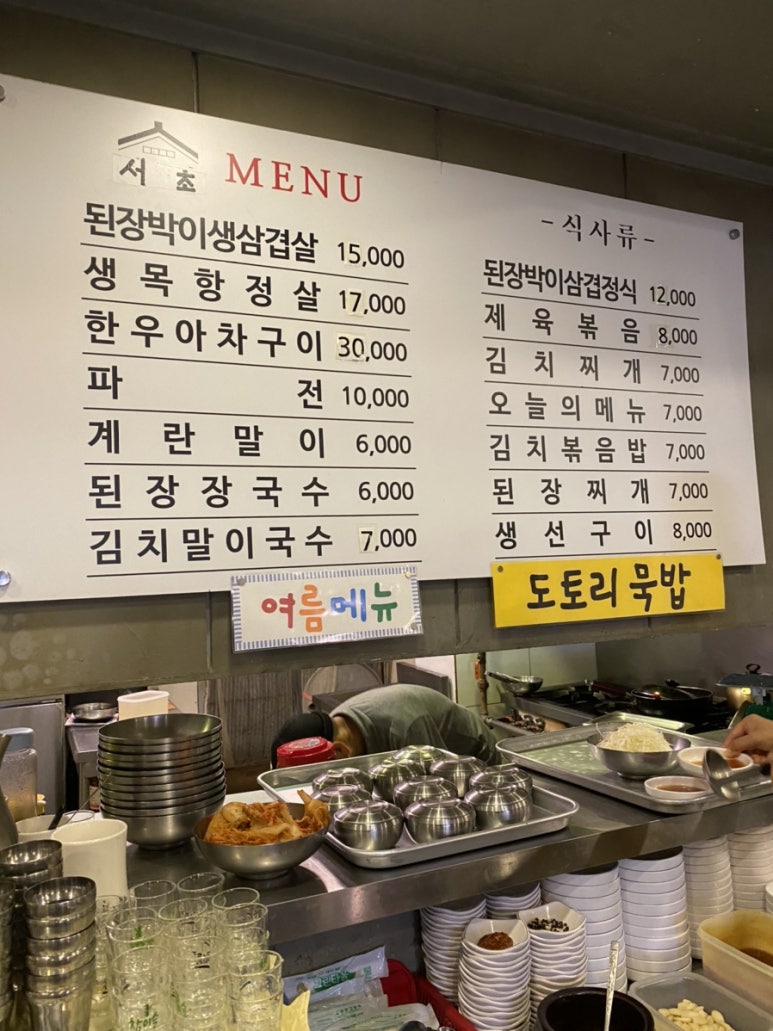 서초 MENU
된장박이생삼겹살 15,000
생목항정살 17,000
한우아차구이 30,000
파전 10,000
계란말이 6,000
된장장국수 6,000
김치말이국수 7,000
-식사류-
된장박이삼겹정식 12,000
제육볶음 8,000
김치찌개 7,000
오늘의메뉴 7,000
김치볶음밥 7,000
된장찌개 7,000
생선구이 8,000
여름메뉴
도토리묵밥